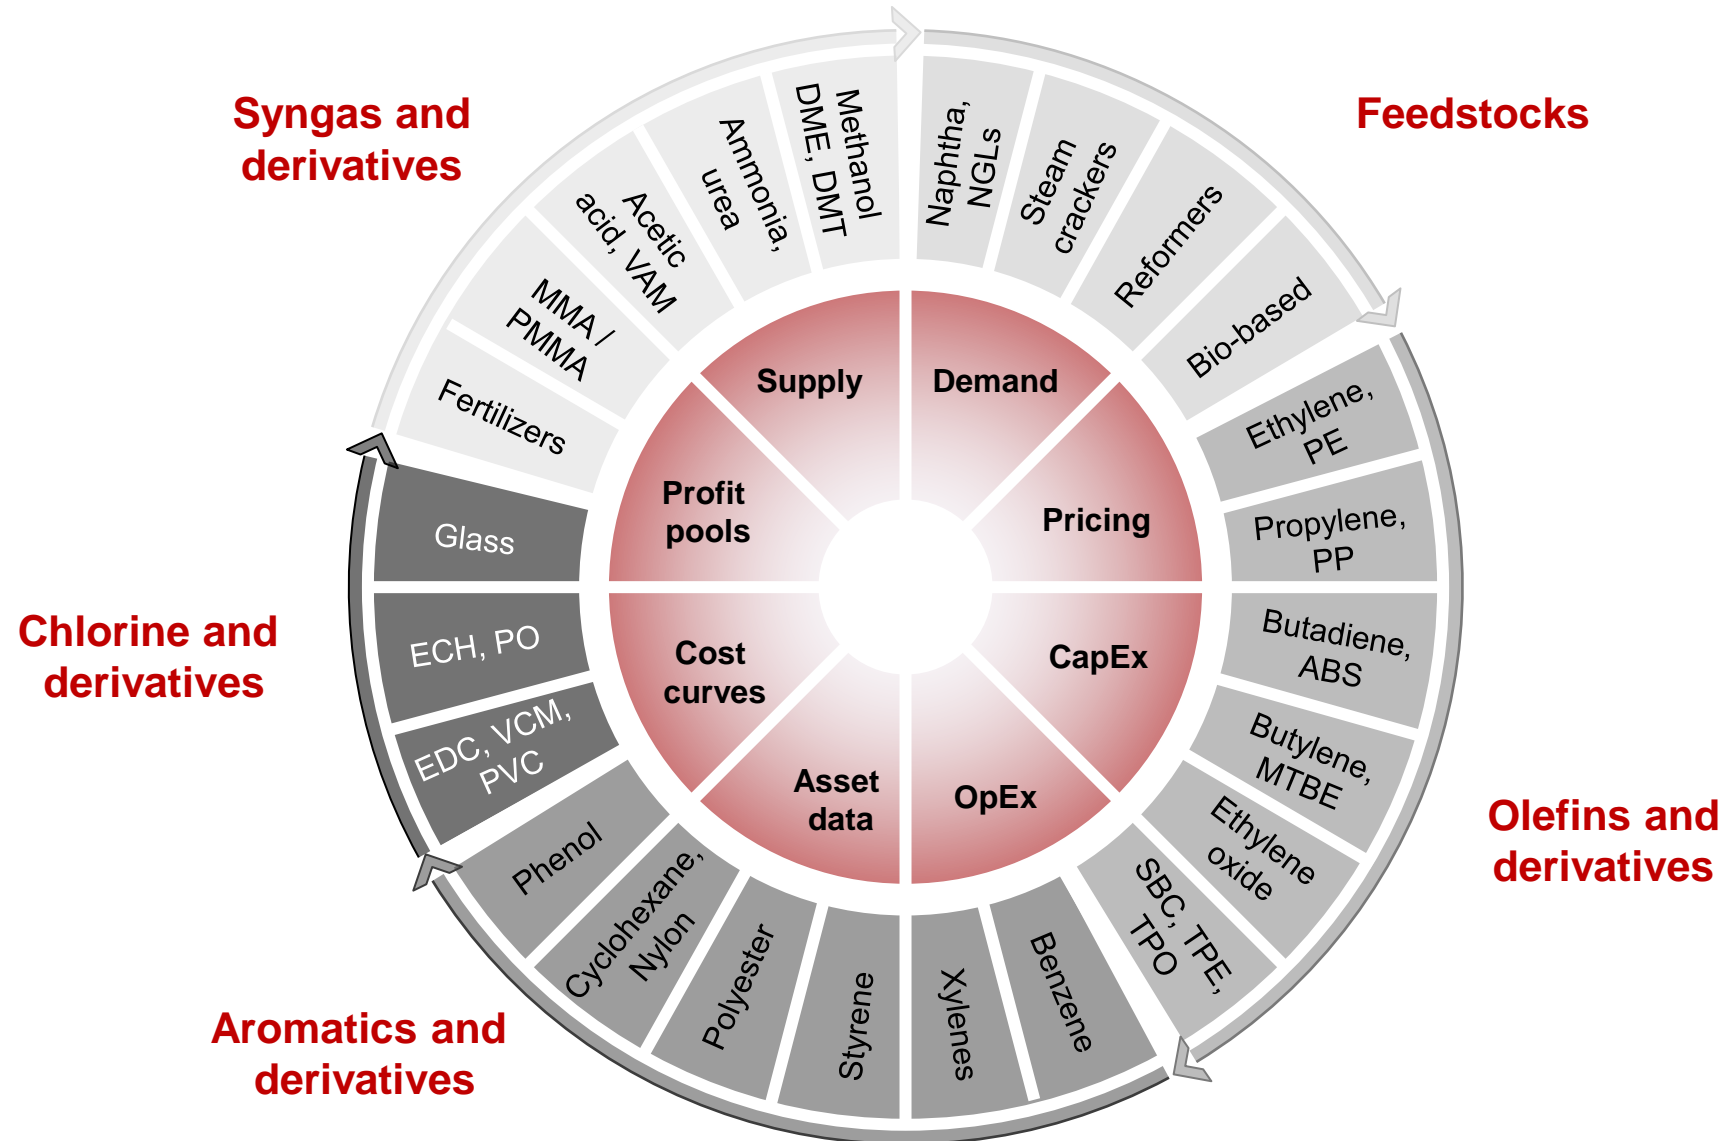 Syngas and
derivatives
Feedstocks
Olefins and
derivatives
Aromatics and
derivatives
Chlorine and
derivatives
Naphtha,
NGLs
Steam
crackers
Reformers
Bio-based
Ethylene,
PE
Propylene,
PP
Butadiene,
ABS
Butylene,
MTBE
Ethylene
oxide
SBC, TPE,
TPO
Benzene
Xylenes
Styrene
Polyester
Cyclohexane,
Nylon
Phenol
EDC, VCM,
PVC
ECH, PO
Glass
Fertilizers
MMA /
PMMA
Acetic
acid, VAM
Ammonia,
urea
Methanol
DME, DMT
Supply
Demand
Pricing
CapEx
OpEx
Asset
data
Cost
curves
Profit
pools